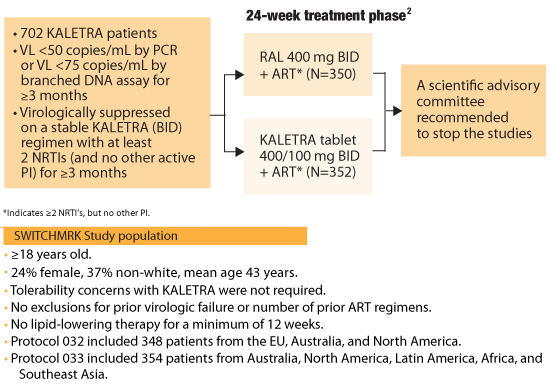 24-week treatment phase2
• 702 KALETRA patients
• VL <50 copies/mL by PCR
or VL <75 copies/mL by
branched DNA assay for
≥3 months
• Virologically suppressed
on a stable KALETRA (BID)
regimen with at least
2 NRTIs (and no other active
PI) for ≥3 months
RAL 400 mg BID
+ ART* (N=350)
KALETRA tablet
400/100 mg BID
+ ART* (N=352)
A scientific advisory
committee
recommended
to stop the studies
*Indicates ≥2 NRTI's, but no other PI.
SWITCHMRK Study population
• ≥18 years old.
• 24% female, 37% non-white, mean age 43 years.
• Tolerability concerns with KALETRA were not required.
• No exclusions for prior virologic failure or number of prior ART regimens.
• No lipid-lowering therapy for a minimum of 12 weeks.
• Protocol 032 included 348 patients from the EU, Australia, and North America.
• Protocol 033 included 354 patients from Australia, North America, Latin America, Africa, and
Southeast Asia.